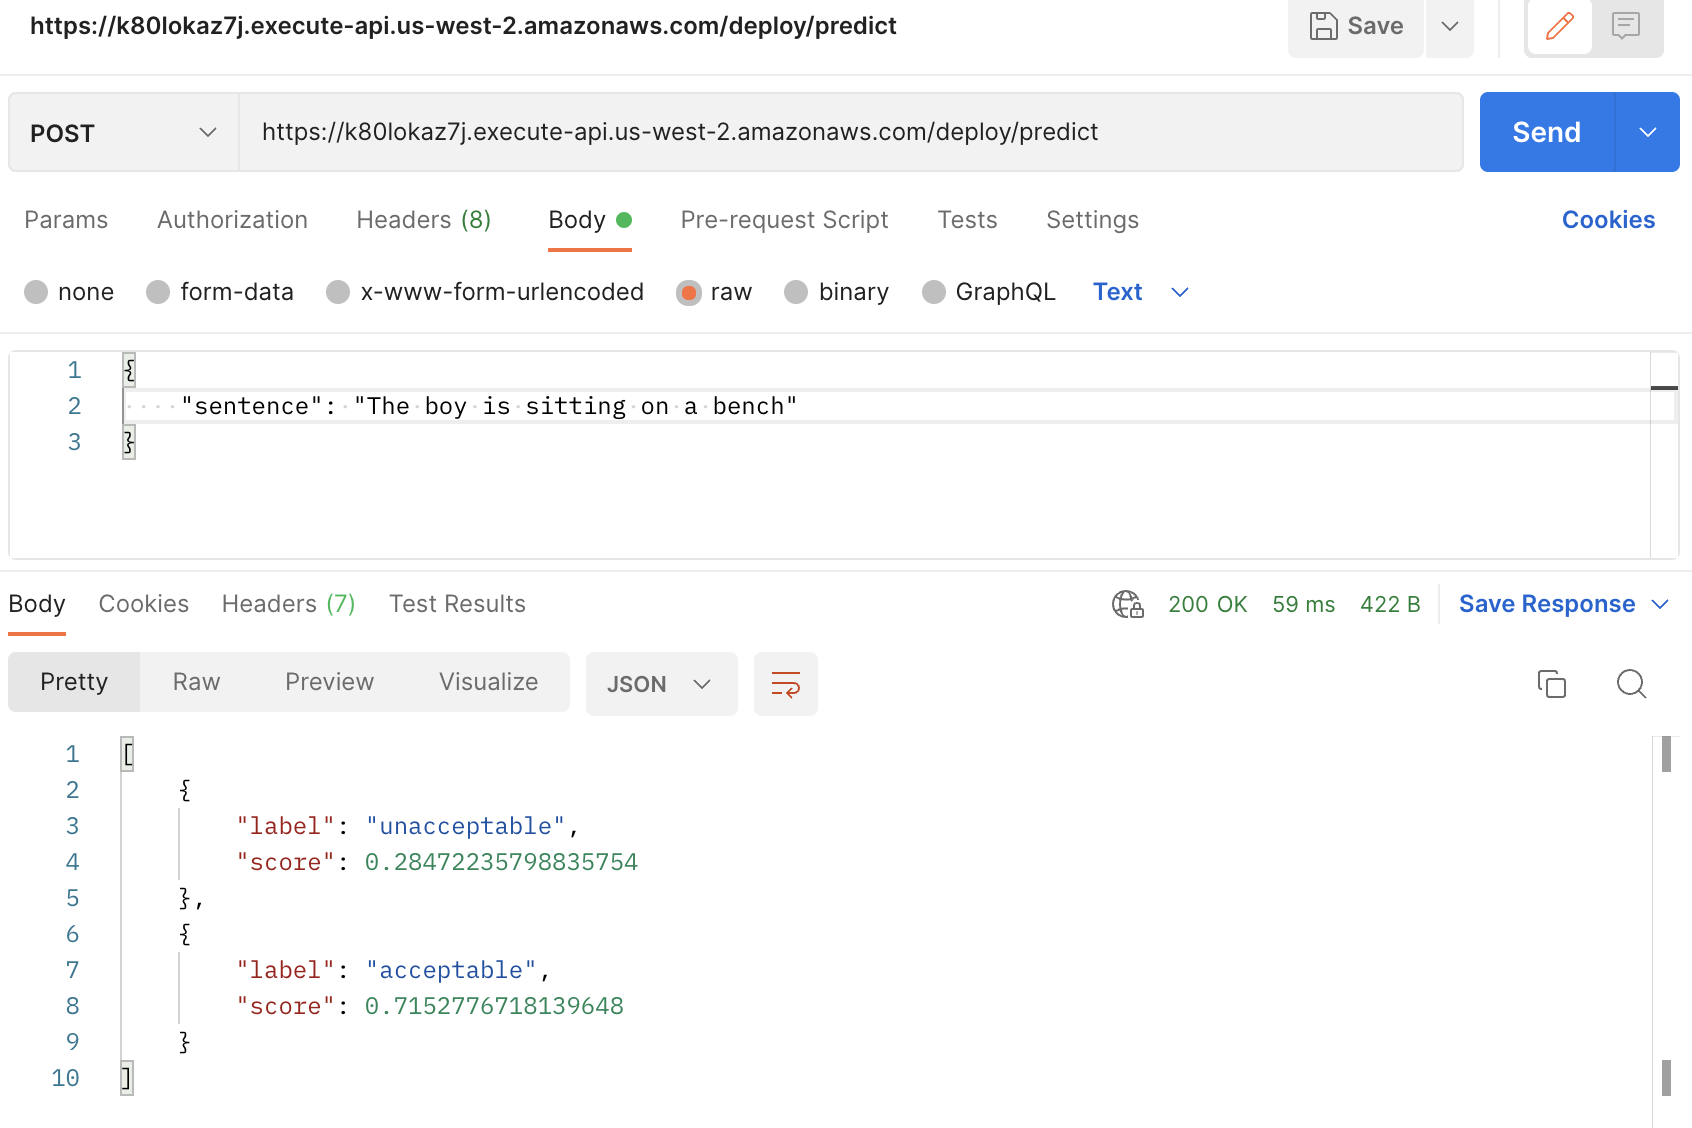 https://k80lokaz7j.execute-api.us-west-2.amazonaws.com/deploy/predict Save
POST https://k80lokaz7j.execute-api.us-west-2.amazonaws.com/deploy/predict Send
Params Authorization Headers (8) Body Pre-request Script Tests Settings Cookies
none form-data x-www-form-urlencoded raw binary GraphQL Text
1 {
2 "sentence": "The boy is sitting on a bench"
3 }
Body Cookies Headers (7) Test Results 200 OK 59 ms 422 B Save Response
Pretty Raw Preview Visualize JSON
1 [
2 {
3 "label": "unacceptable",
4 "score": 0.28472235798835754
5 },
6 {
7 "label": "acceptable",
8 "score": 0.7152776718139648
9 }
10 ]